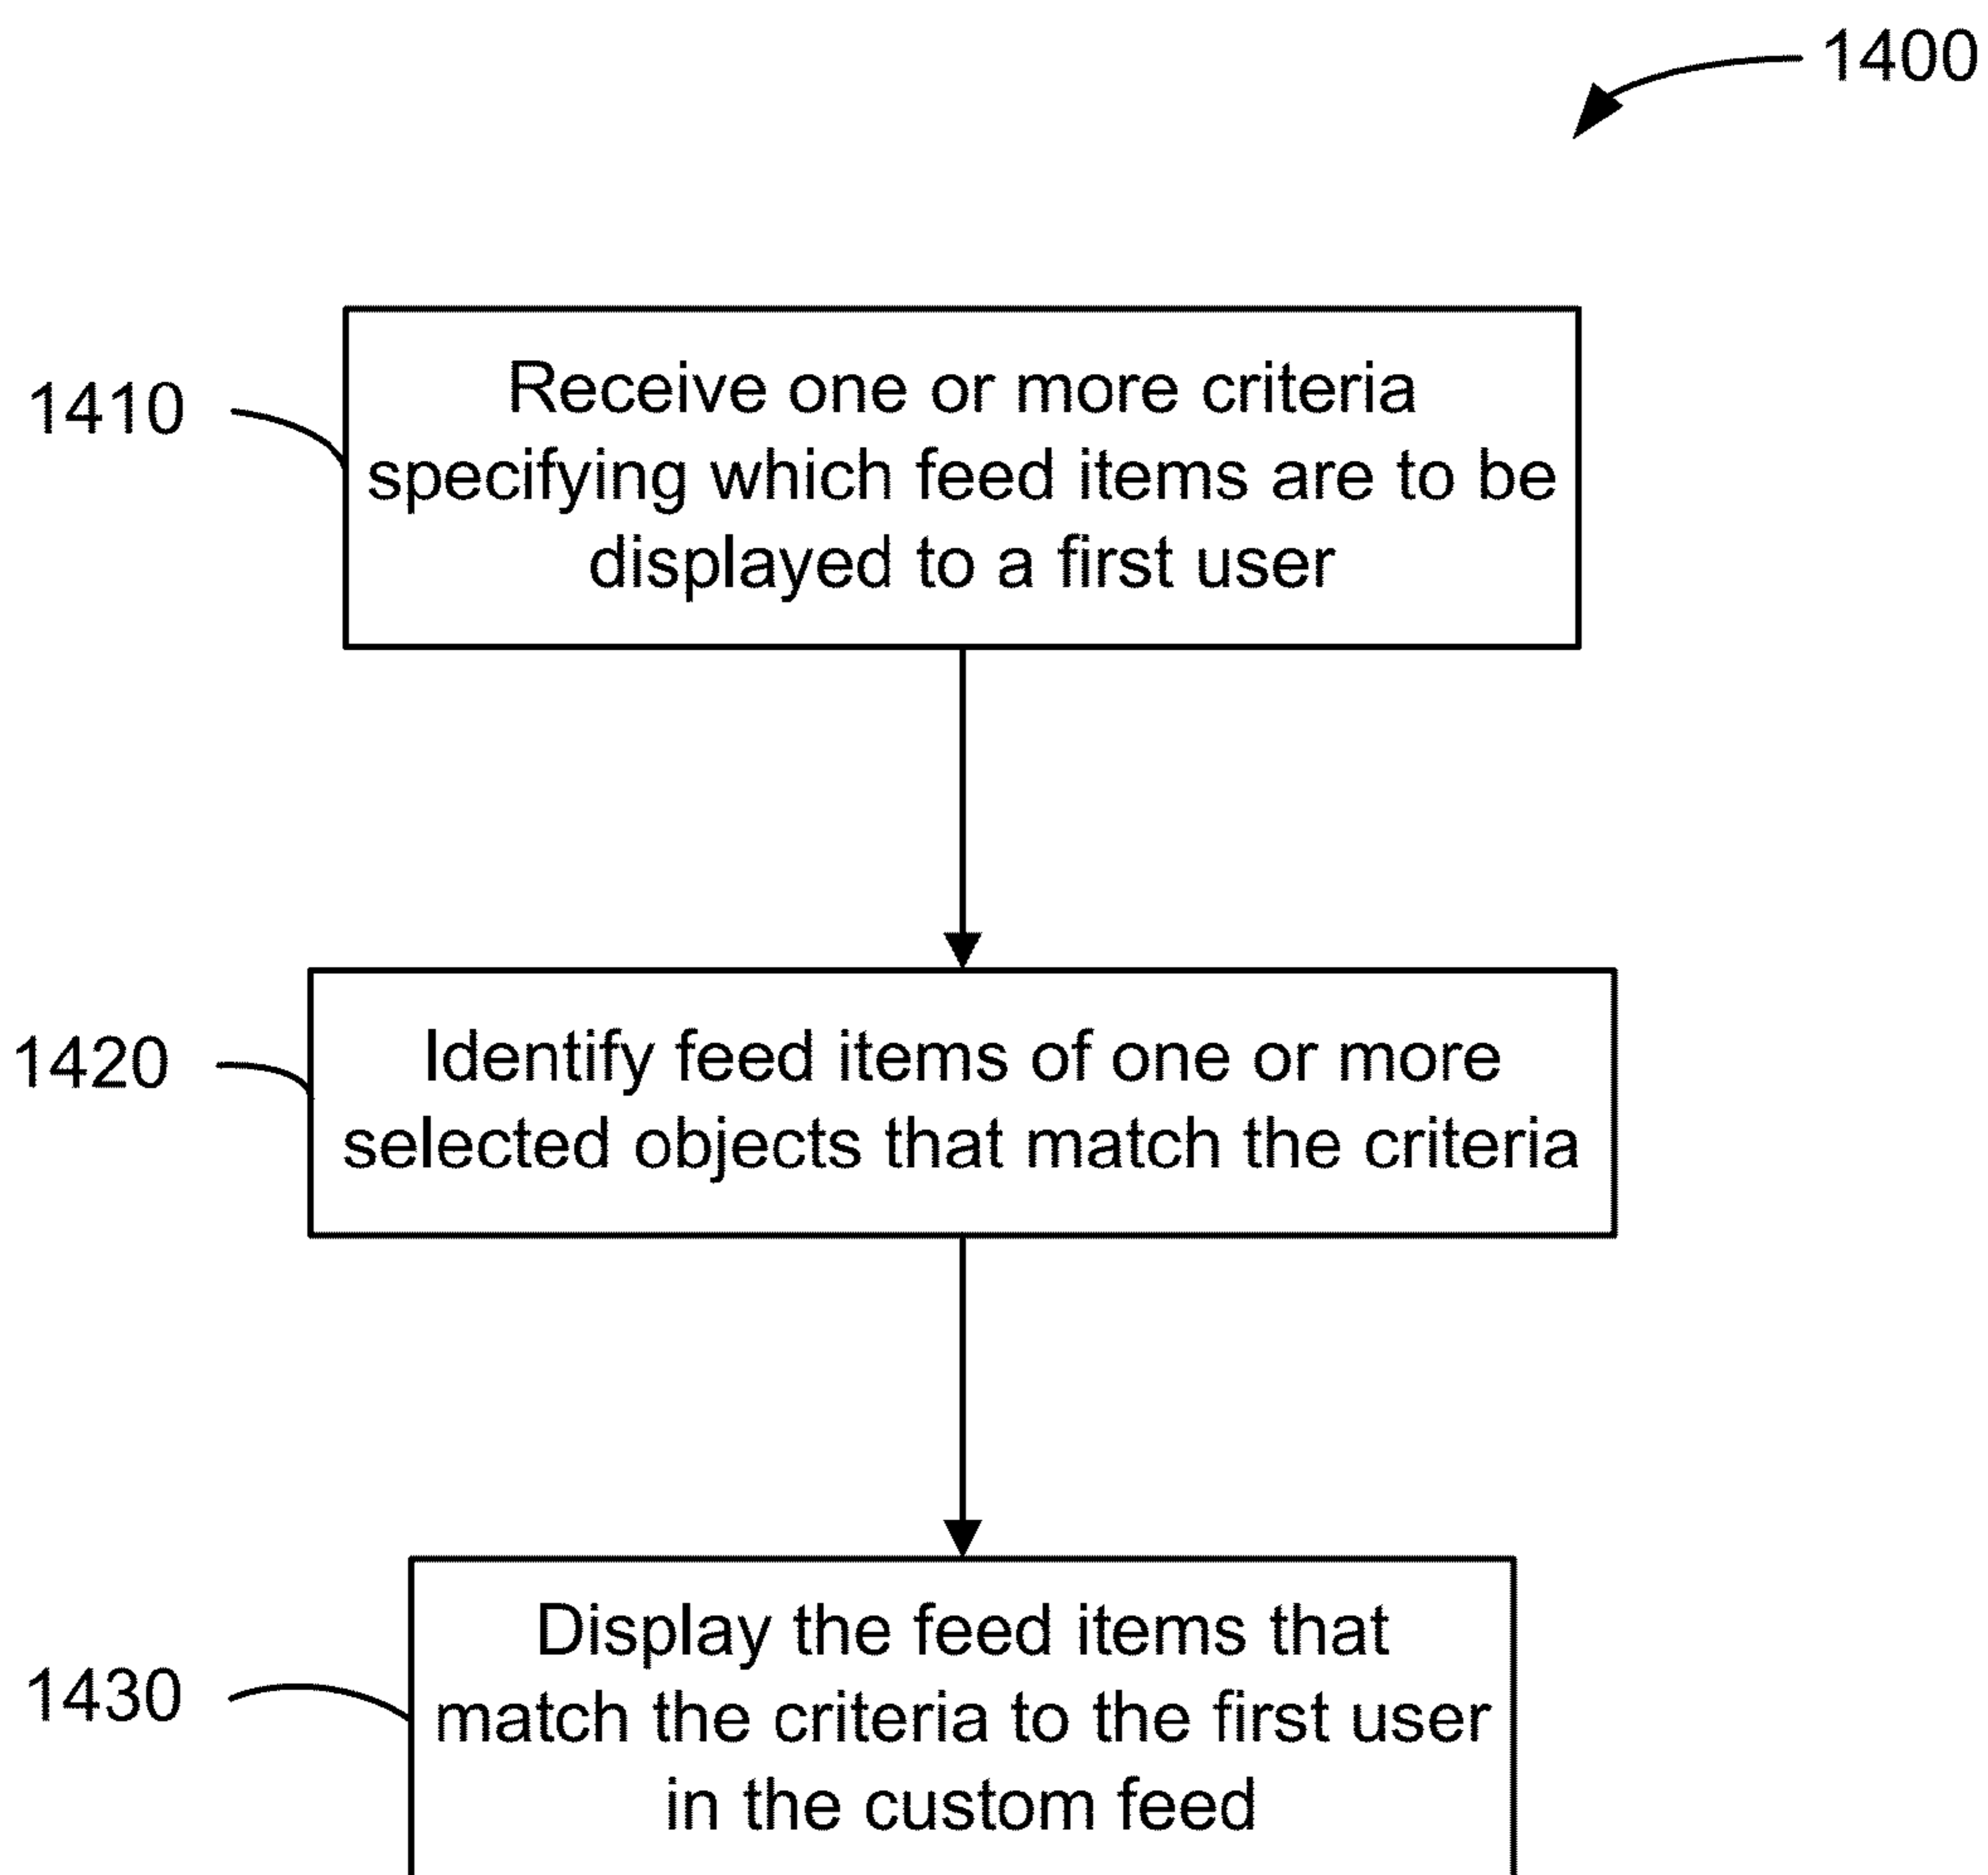 1400
1410
Receive one or more criteria
specifying which feed items are to be
displayed to a first user
1420
Identify feed items of one or more
selected objects that match the criteria
1430
Display the feed items that
match the criteria to the first user
in the custom feed